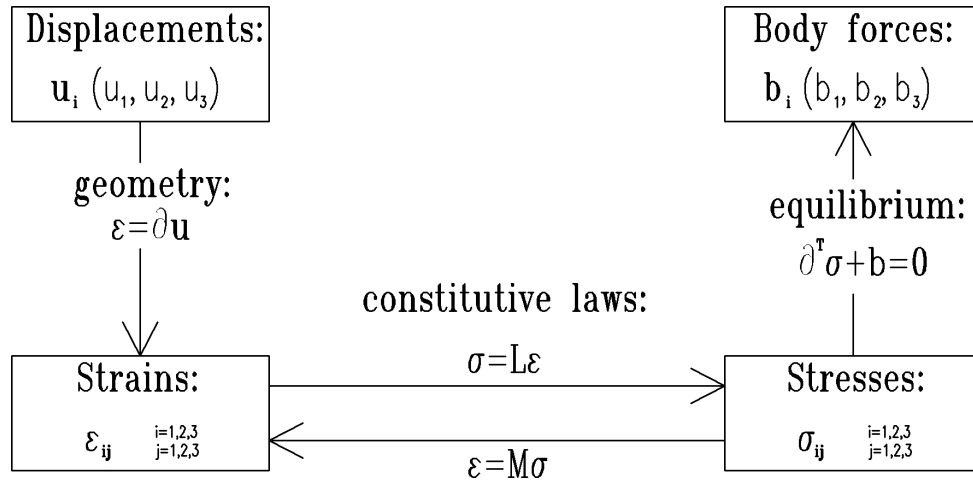 Displacements:
uᵢ (u₁, u₂, u₃)
Body forces:
bᵢ (b₁, b₂, b₃)
geometry:
ε=∂u
equilibrium:
∂ᵀσ+b=0
constitutive laws:
σ=Lε
Strains:
εij i=1,2,3
j=1,2,3
Stresses:
σij i=1,2,3
j=1,2,3
ε=Mσ